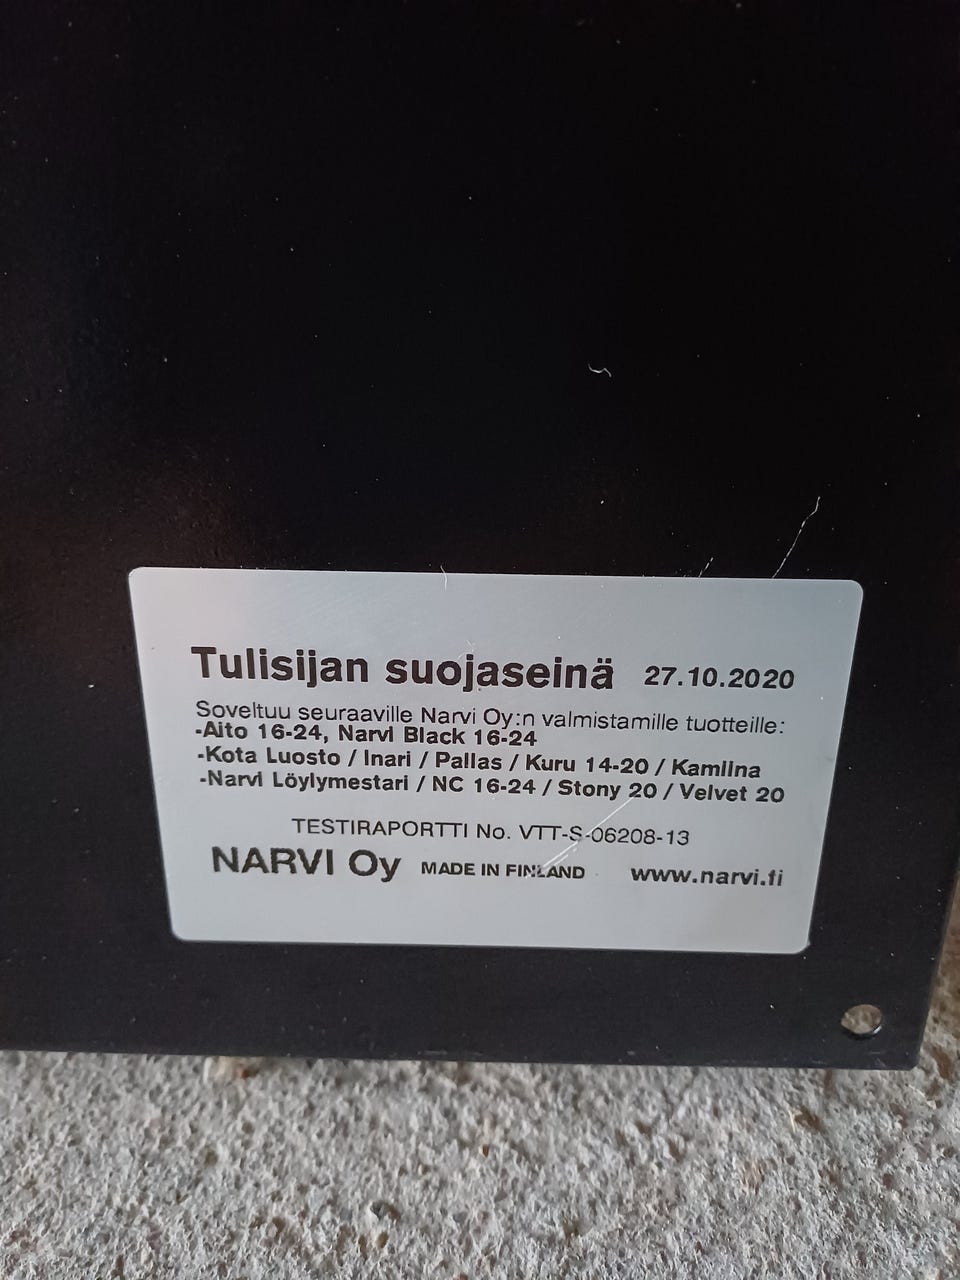 Tulisijan suojaseinä 27.10.2020
Soveltuu seuraaville Narvi Oy:n valmistamille tuotteille:
-Aito 16-24, Narvi Black 16-24
-Kota Luosto / Inari / Pallas / Kuru 14-20 / Kamiina
-Narvi Löylymestari / NC 16-24 / Stony 20 / Velvet 20
TESTIRAPORTTI No. VTT-S-06208-13
NARVI Oy MADE IN FINLAND www.narvi.fi